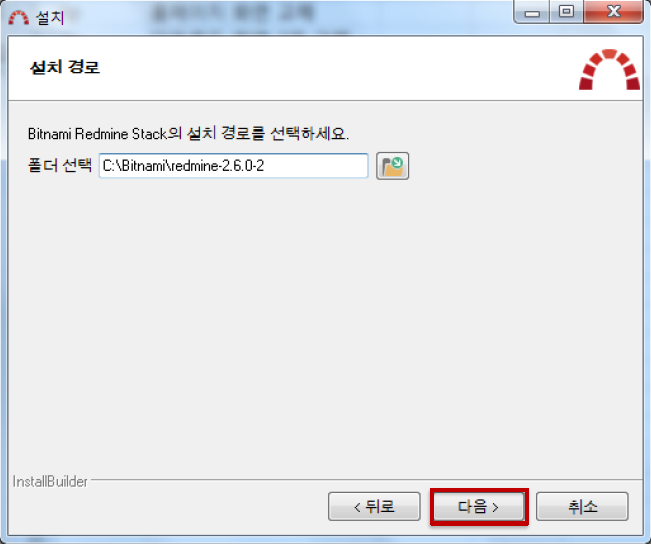 설치
설치 경로
Bitnami Redmine Stack의 설치 경로를 선택하세요.
폴더 선택 C:\Bitnami\redmine-2.6.0-2
InstallBuilder
< 뒤로 다음 > 취소